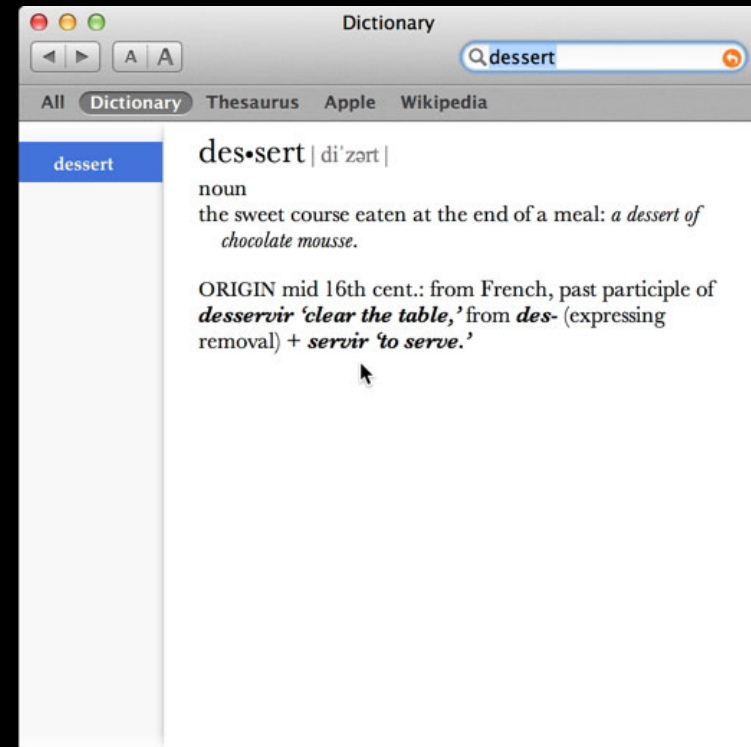 Dictionary
A A
dessert
All Dictionary Thesaurus Apple Wikipedia
dessert
des•sert | diˈzərt |
noun
the sweet course eaten at the end of a meal: a dessert of
chocolate mousse.
ORIGIN mid 16th cent.: from French, past participle of
desservir ‘clear the table,’ from des- (expressing
removal) + servir ‘to serve.’